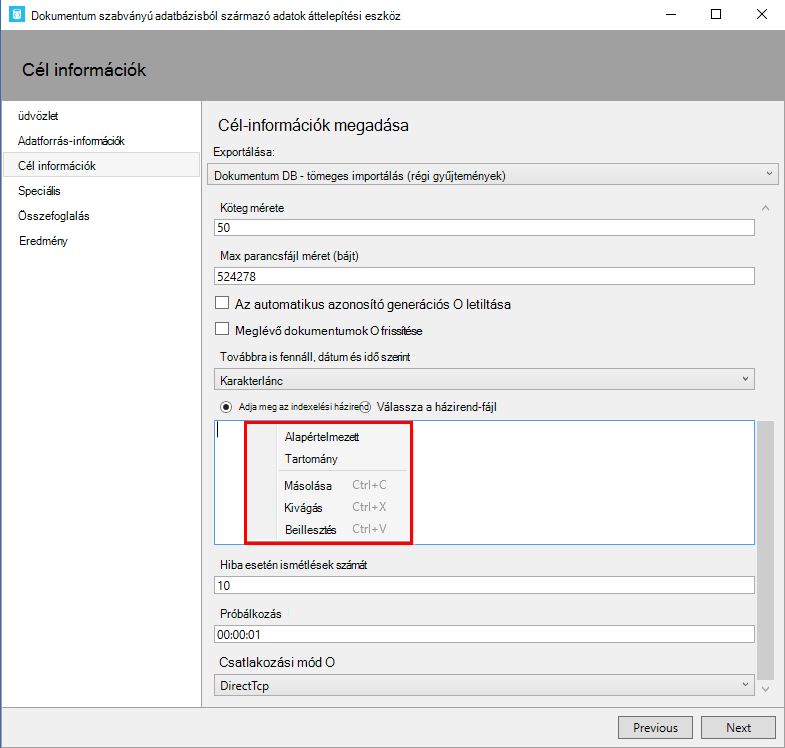 Dokumentum szabványú adatbázisból származó adatok áttelepítési eszköz
Cél információk
üdvözlet
Adatforrás-információk
Cél információk
Speciális
Összefoglalás
Eredmény
Cél-információk megadása
Exportálása:
Dokumentum DB - tömeges importálás (régi gyűjtemények)
Köteg mérete
50
Max parancsfájl méret (bájt)
524278
Az automatikus azonosító generációs O letiltása
Meglévő dokumentumok O frissítése
Továbbra is fennáll, dátum és idő szerint
Karakterlánc
Adja meg az indexelési házirend Válassza a házirend-fájl
Alapértelmezett
Tartomány
Másolása Ctrl+C
Kivágás Ctrl+X
Beillesztés Ctrl+V
Hiba esetén ismétlések számát
10
Próbálkozás
00:00:01
Csatlakozási mód O
DirectTcp
Previous Next